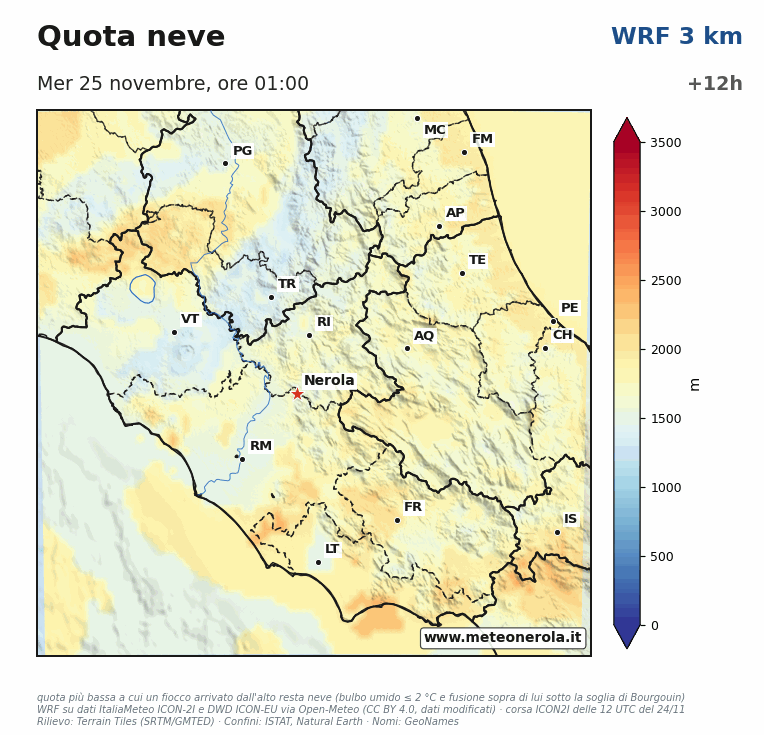 Quota neve
WRF 3 km
Mer 25 novembre, ore 01:00
+12h
MC
FM
PG
AP
TE
TR
PE
VT
RI
AQ
CH
Nerola
RM
FR
IS
LT
www.meteonerola.it
3500
3000
2500
2000
1500
1000
500
0
m
quota più bassa a cui un fiocco arrivato dall'alto resta neve (bulbo umido ≤ 2 °C e fusione sopra di lui sotto la soglia di Bourgouin)
WRF su dati ItaliaMeteo ICON-2I e DWD ICON-EU via Open-Meteo (CC BY 4.0, dati modificati) · corsa ICON2I delle 12 UTC del 24/11
Rilievo: Terrain Tiles (SRTM/GMTED) · Confini: ISTAT, Natural Earth · Nomi: GeoNames